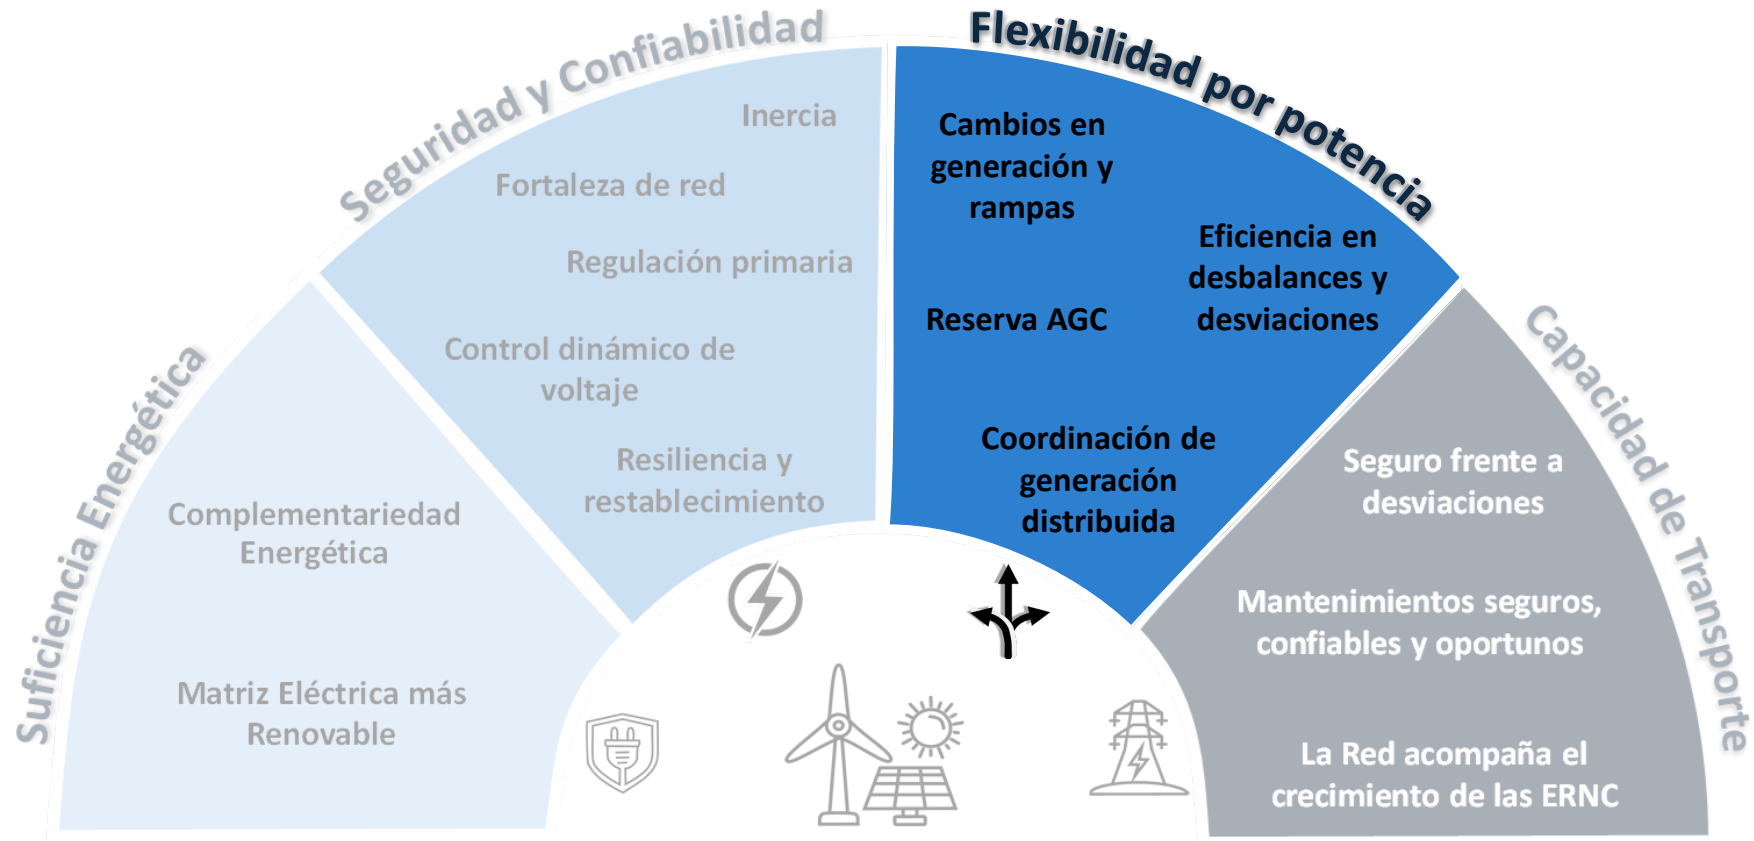 Suficiencia Energética
Complementariedad
Energética
Matriz Eléctrica más
Renovable
Seguridad y Confiabilidad
Inercia
Fortaleza de red
Regulación primaria
Control dinámico de
voltaje
Resiliencia y
restablecimiento
Flexibilidad por potencia
Cambios en
generación y
rampas
Eficiencia en
desbalances y
desviaciones
Reserva AGC
Coordinación de
generación
distribuida
Capacidad de Transporte
Seguro frente a
desviaciones
Mantenimientos seguros,
confiables y oportunos
La Red acompaña el
crecimiento de las ERNC